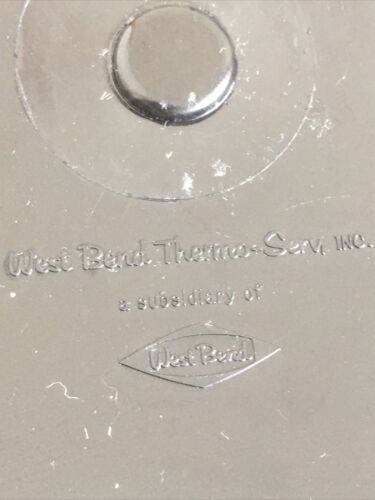 West Bend Thermo-Serv, INC.
a subsidiary of
West Bend